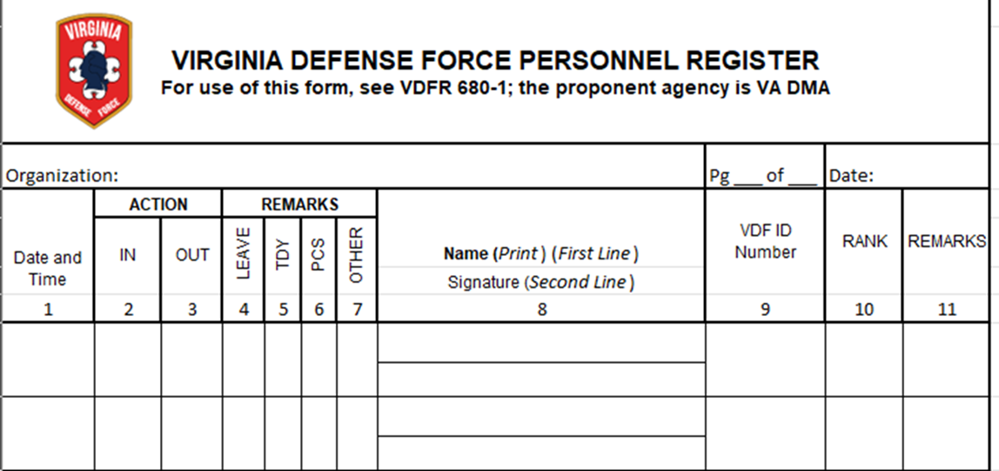 VIRGINIA
DEFENSE FORCE
VIRGINIA DEFENSE FORCE PERSONNEL REGISTER
For use of this form, see VDFR 680-1; the proponent agency is VA DMA
Organization:
Pg ___ of ___
Date:
ACTION
REMARKS
Date and
Time
IN
OUT
LEAVE
TDY
PCS
OTHER
Name (Print) (First Line)
Signature (Second Line)
VDF ID
Number
RANK
REMARKS
1 2 3 4 5 6 7 8 9 10 11